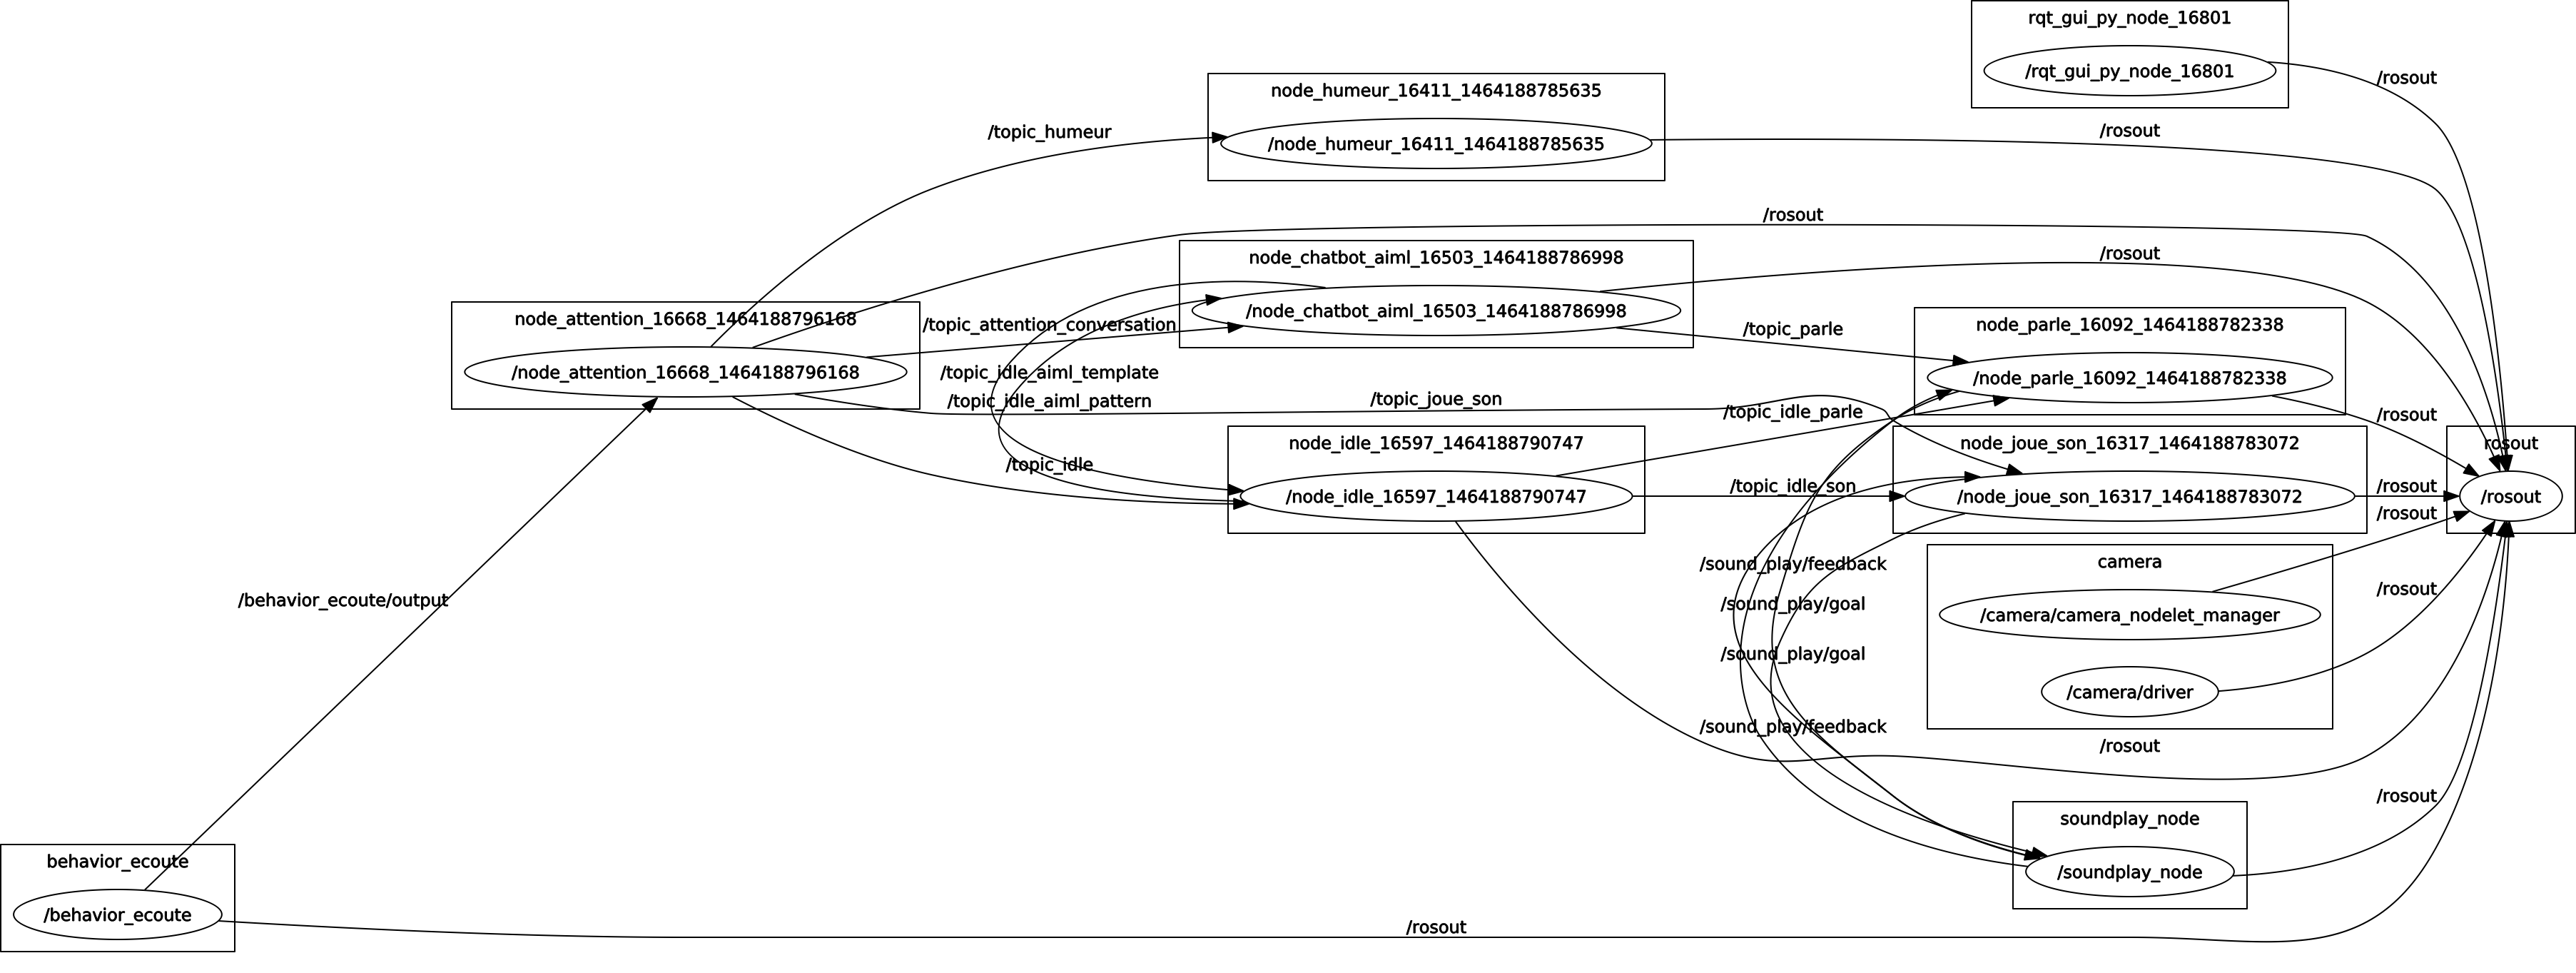 rqt_gui_py_node_16801
/rqt_gui_py_node_16801
/rosout
node_humeur_16411_1464188785635
/topic_humeur
/rosout
/node_humeur_16411_1464188785635
/rosout
/rosout
node_chatbot_aiml_16503_1464188786998
/node_chatbot_aiml_16503_1464188786998
node_attention_16668_1464188796168
/topic_attention_conversation
/topic_parle
node_parle_16092_1464188782338
/node_attention_16668_1464188796168
/topic_idle_aiml_template
/node_parle_16092_1464188782338
/topic_idle_aiml_pattern
/topic_joue_son
/topic_idle_parle
/rosout
node_idle_16597_1464188790747
node_joue_son_16317_1464188783072
rosout
/topic_idle
/topic_idle_son
/rosout
/node_idle_16597_1464188790747
/node_joue_son_16317_1464188783072
/rosout
/rosout
/sound_play/feedback
camera
/behavior_ecoute/output
/sound_play/goal
/camera/camera_nodelet_manager
/rosout
/sound_play/goal
/camera/driver
/sound_play/feedback
/rosout
/rosout
soundplay_node
behavior_ecoute
/soundplay_node
/behavior_ecoute
/rosout